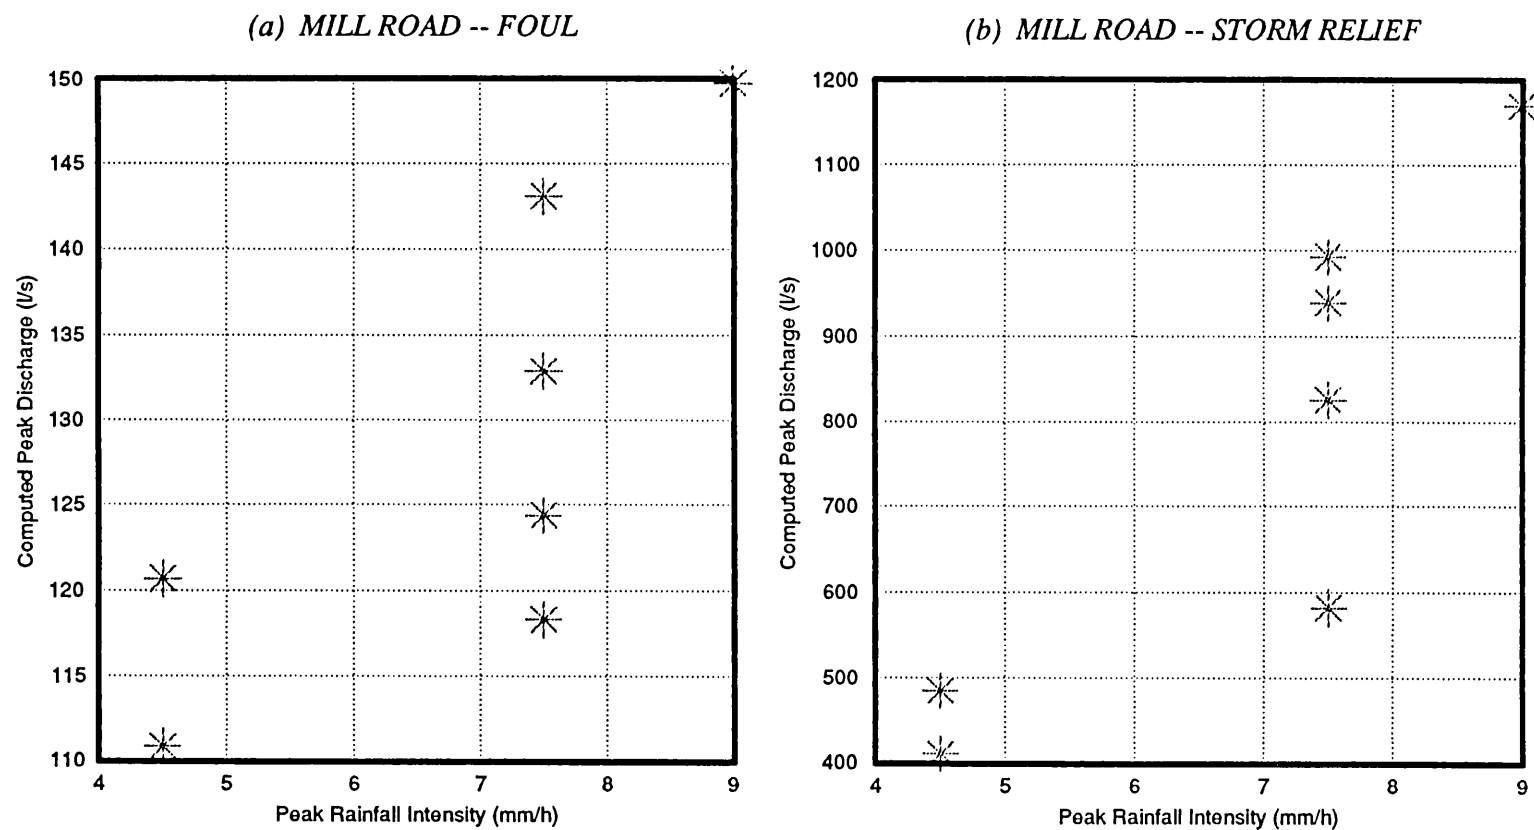 (a) MILL ROAD -- FOUL
150
145
140
135
130
125
120
115
110
Computed Peak Discharge (l/s)
4 5 6 7 8 9
Peak Rainfall Intensity (mm/h)
(b) MILL ROAD -- STORM RELIEF
1200
1100
1000
900
800
700
600
500
400
Computed Peak Discharge (l/s)
4 5 6 7 8 9
Peak Rainfall Intensity (mm/h)